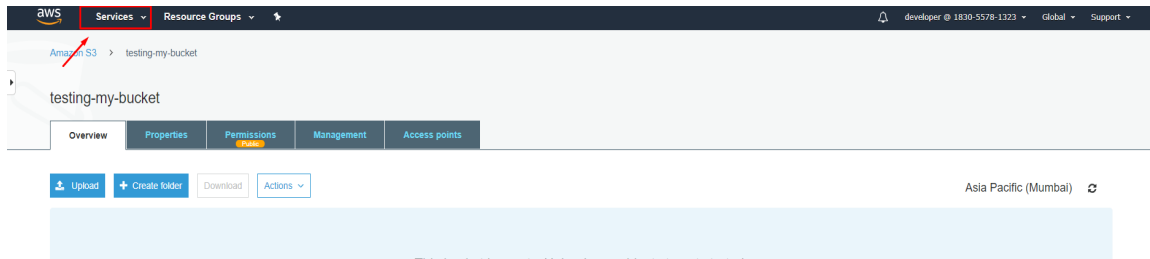 aws Services Resource Groups developer @ 1830-5578-1323 Global Support
Amazon S3 > testing-my-bucket
testing-my-bucket
Overview Properties Permissions Management Access points
Public
Upload + Create folder Download Actions Asia Pacific (Mumbai)